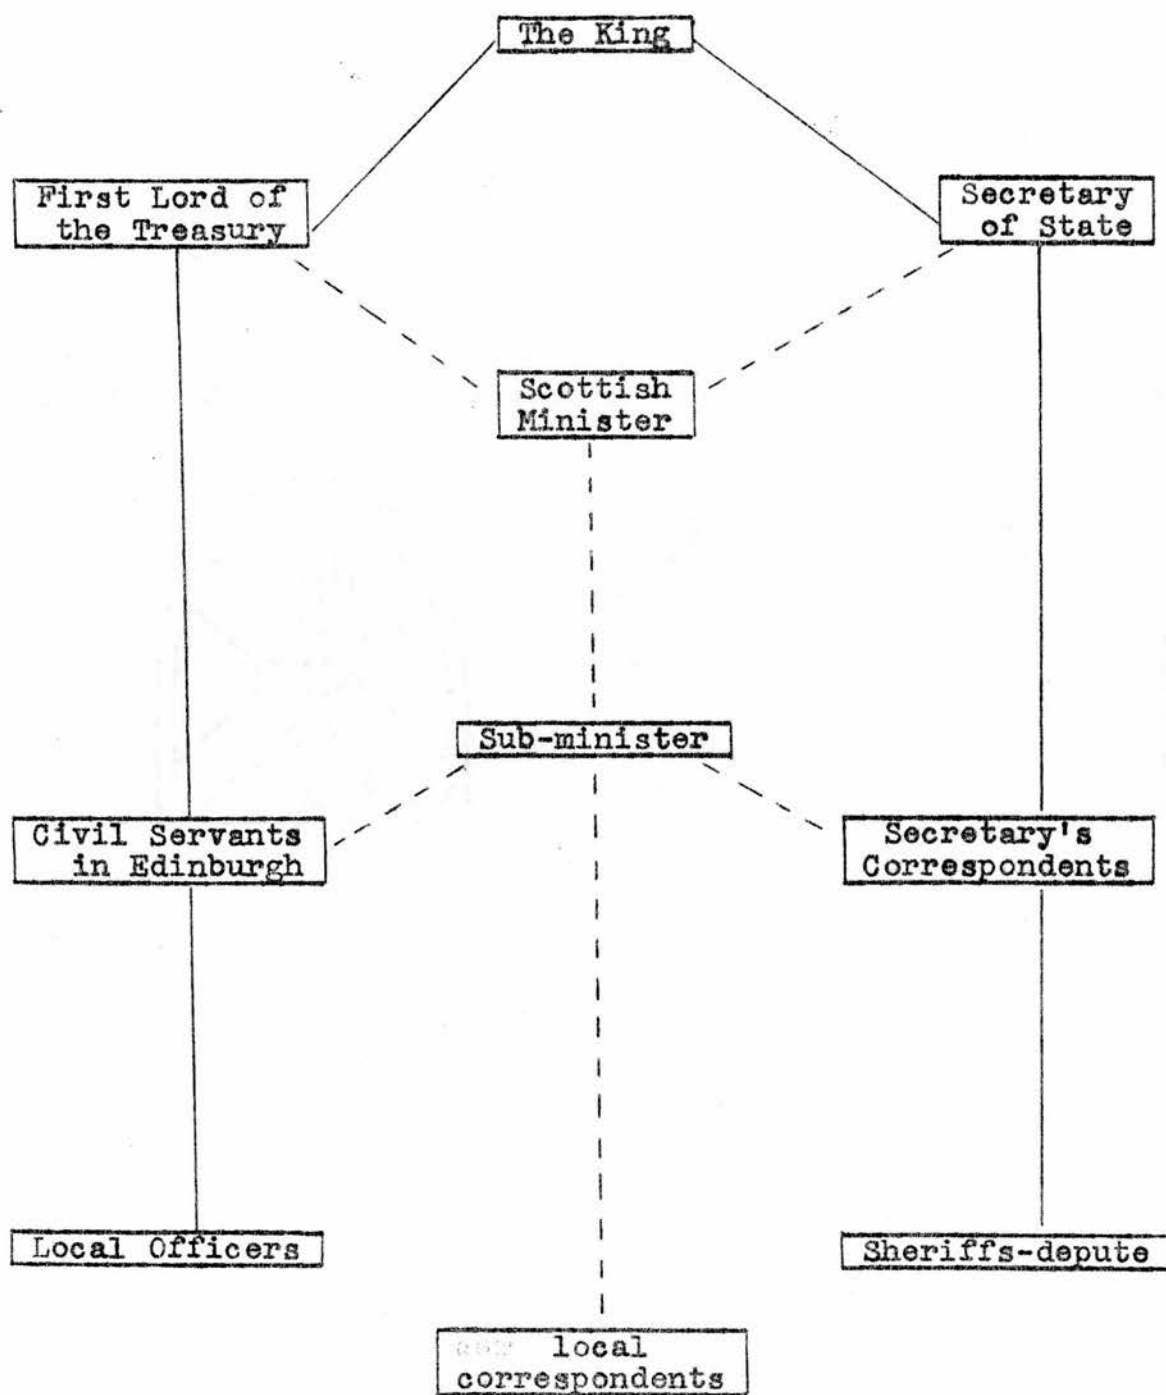 The King
First Lord of
the Treasury
Secretary
of State
Scottish
Minister
Sub-minister
Civil Servants
in Edinburgh
Secretary's
Correspondents
Local Officers
Sheriffs-depute
local
correspondents